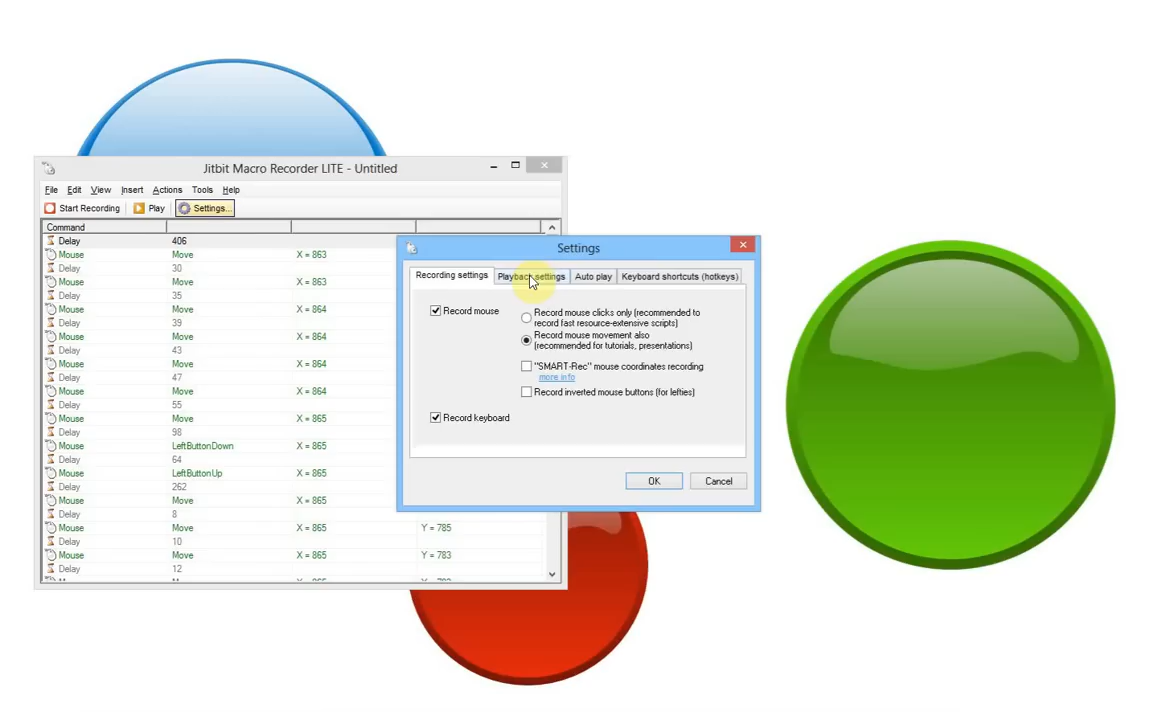 Jitbit Macro Recorder LITE - Untitled
File Edit View Insert Actions Tools Help
Start Recording Play Settings...
Command
Delay 406
Mouse Move X = 863
Delay 30
Mouse Move X = 863
Delay 35
Mouse Move X = 864
Delay 39
Mouse Move X = 864
Delay 43
Mouse Move X = 864
Delay 47
Mouse Move X = 864
Delay 55
Mouse Move X = 865
Delay 98
Mouse LeftButtonDown X = 865
Delay 64
Mouse LeftButtonUp X = 865
Delay 262
Mouse Move X = 865
Delay 8
Mouse Move X = 865 Y = 785
Delay 10
Mouse Move X = 865 Y = 783
Delay 12
Settings
Recording settings Playback settings Auto play Keyboard shortcuts (hotkeys)
Record mouse
Record mouse clicks only (recommended to
record fast resource-extensive scripts)
Record mouse movement also
(recommended for tutorials, presentations)
"SMART-Rec" mouse coordinates recording
more info
Record inverted mouse buttons (for lefties)
Record keyboard
OK Cancel